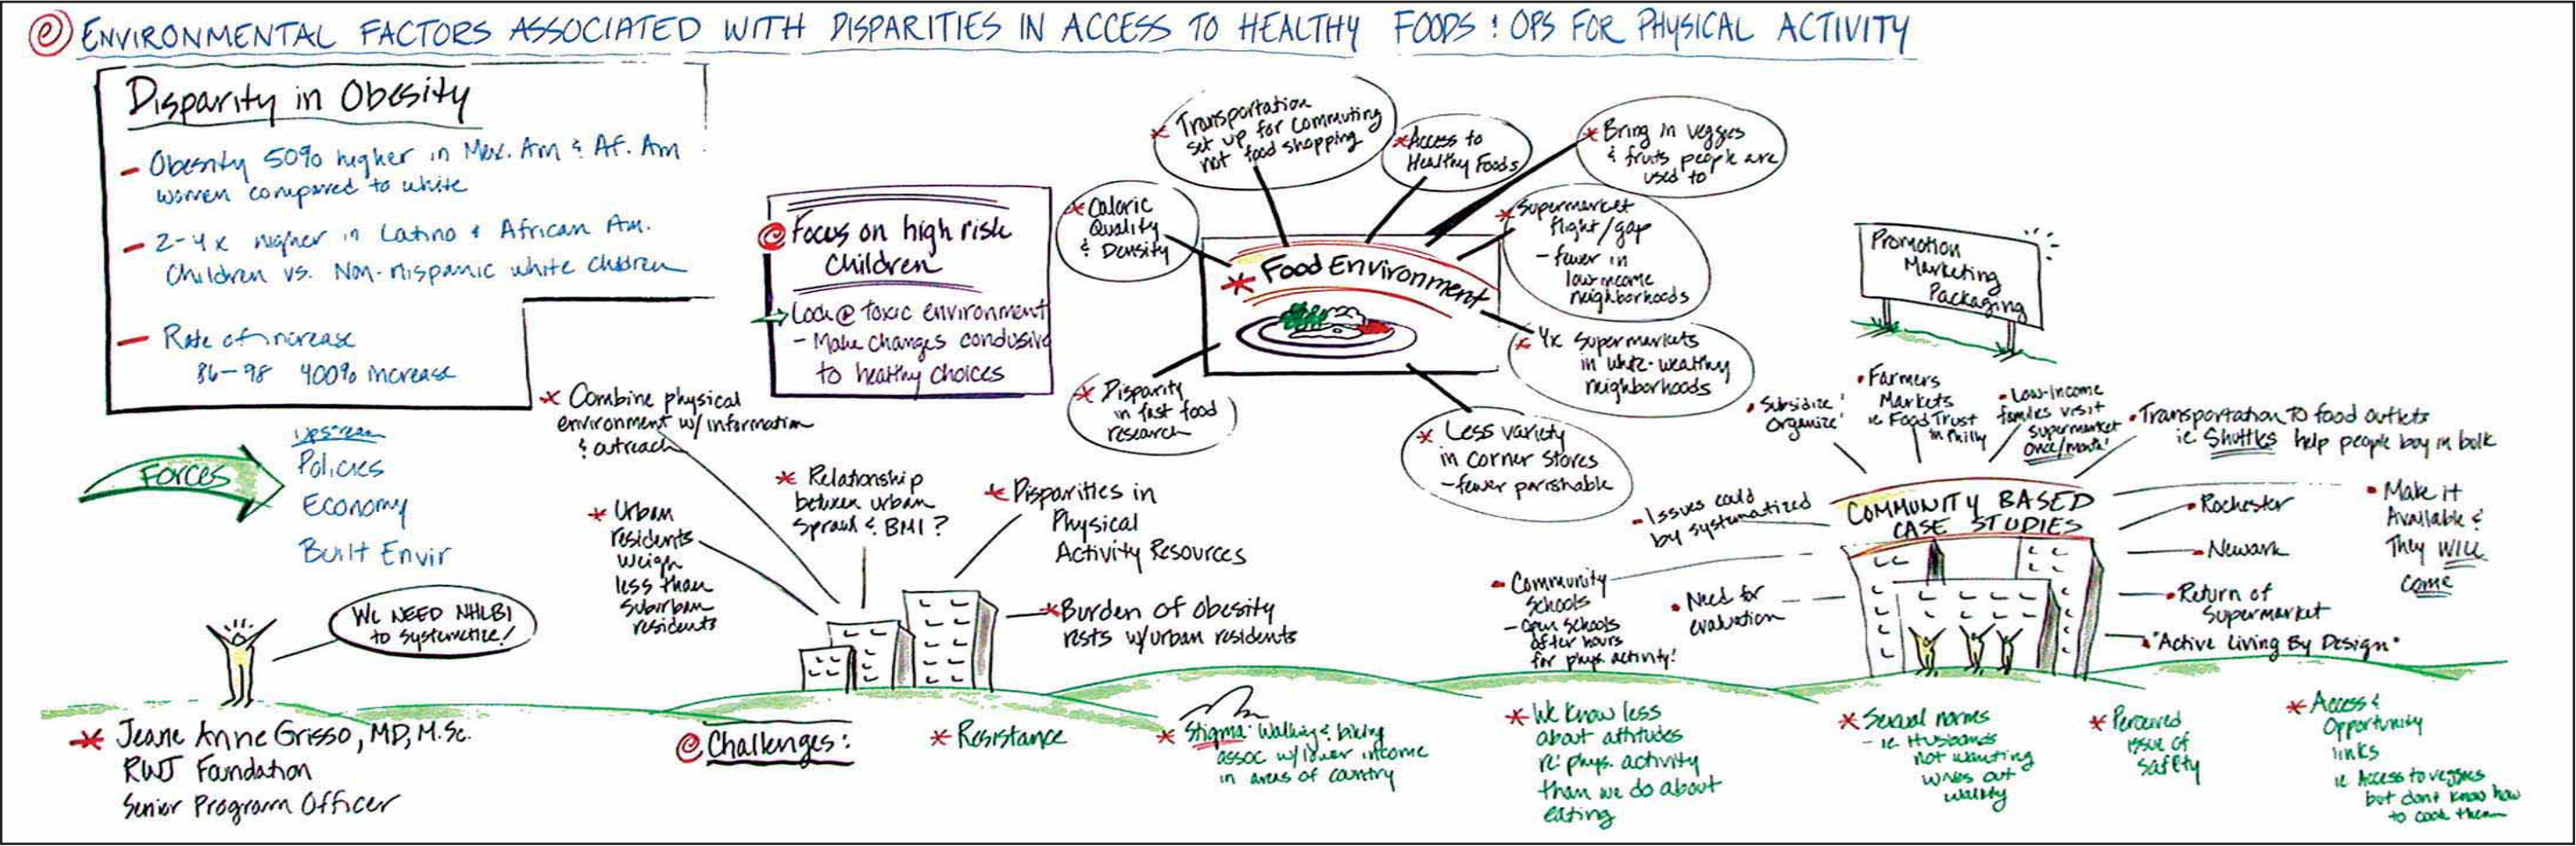 ENVIRONMENTAL FACTORS ASSOCIATED WITH DISPARITIES IN ACCESS TO HEALTHY FOODS & OPS FOR PHYSICAL ACTIVITY
Disparity in Obesity
- Obesity 50% higher in Mex. Am & Af. Am
women compared to white
- 2-4x higher in Latino & African Am.
Children vs. Non-Hispanic white children
- Rate of increase
86-98 400% increase
Forces
Upstream
Policies
Economy
Built Envir
WE NEED NHLBI
to systematize!
* Jeane Anne Grisso, MD, M.Sc.
RWJ Foundation
Senior Program Officer
Focus on high risk
children
Look @ toxic environment
- Make changes condusive
to healthy choices
* Combine physical
environment w/ information
& outreach
* Urban
residents
weigh
less than
suburban
residents
* Relationship
between urban
sprawl & BMI?
* Disparities in
Physical
Activity Resources
* Burden of Obesity
rests w/urban residents
* Food Environment
* Caloric
Quality
& Density
* Transportation
set up for commuting
not food shopping
* Access to
Healthy Foods
* Bring in veggies
& fruits people are
used to
* Supermarket
flight/gap
- fewer in
low-income
neighborhoods
* 4x Supermarkets
in white-wealthy
neighborhoods
* Less variety
in corner stores
- fewer parishable
* Disparity
in fast food
research
Promotion
Marketing
Packaging
COMMUNITY BASED
CASE STUDIES
• Subsidize!
Organize!
• Farmers
Markets
ie Food Trust
in Philly
• Low-income
families visit
supermarket
once/month!
• Transportation to food outlets
ie. Shuttles help people buy in bulk
• Issues could
by systematized
• Community
Schools
- Open schools
after hours
for phys. activity!
• Need for
evaluation
• Rochester
• Newark
• Return of
Supermarket
• "Active Living By Design"
• Make it
Available &
They WILL
come
Challenges:
* Resistance
* Stigma: Walking & biking
assoc w/ lower income
in areas of country
* We know less
about attitudes
re: phys. activity
than we do about
eating
* Sexual norms
- ie Husbands
not wanting
wives out
walking
* Perceived
issue of
safety
* Access &
Opportunity
links
ie Access to veggies
but don't know how
to cook them